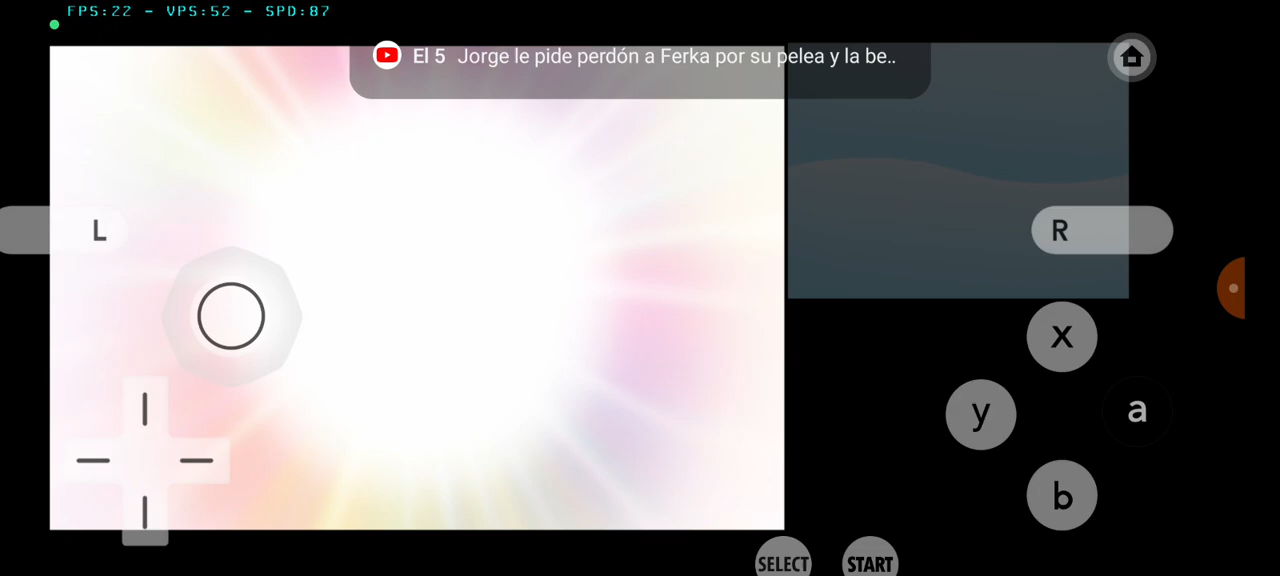 FPS:22 - VPS:52 - SPD:87
El 5 Jorge le pide perdón a Ferka por su pelea y la be..
L
R
x
y
a
b
SELECT
START